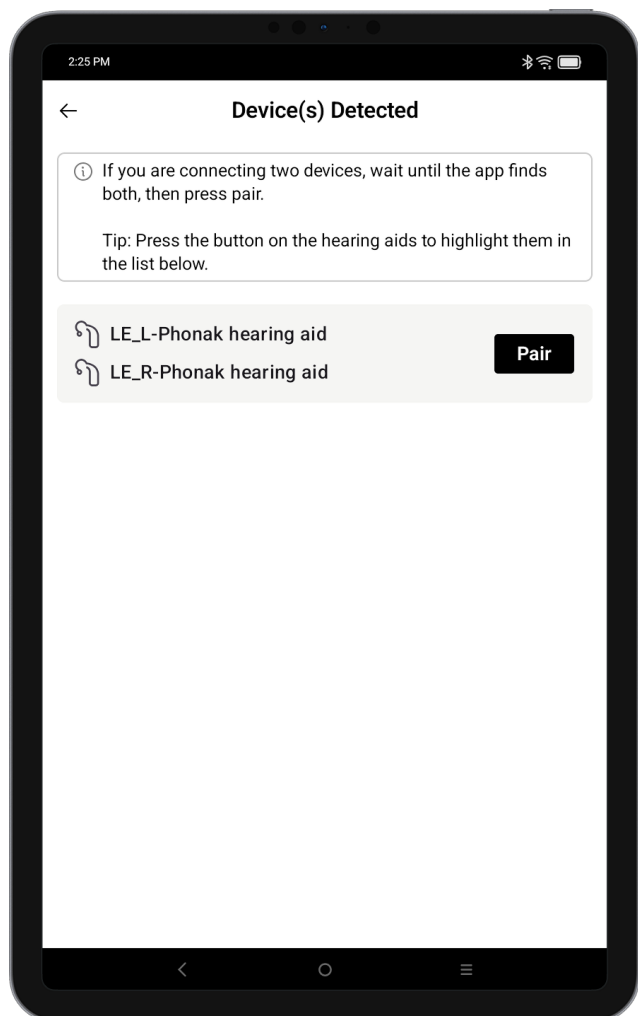 2:25 PM
Device(s) Detected
If you are connecting two devices, wait until the app finds
both, then press pair.
Tip: Press the button on the hearing aids to highlight them in
the list below.
LE_L-Phonak hearing aid
LE_R-Phonak hearing aid
Pair